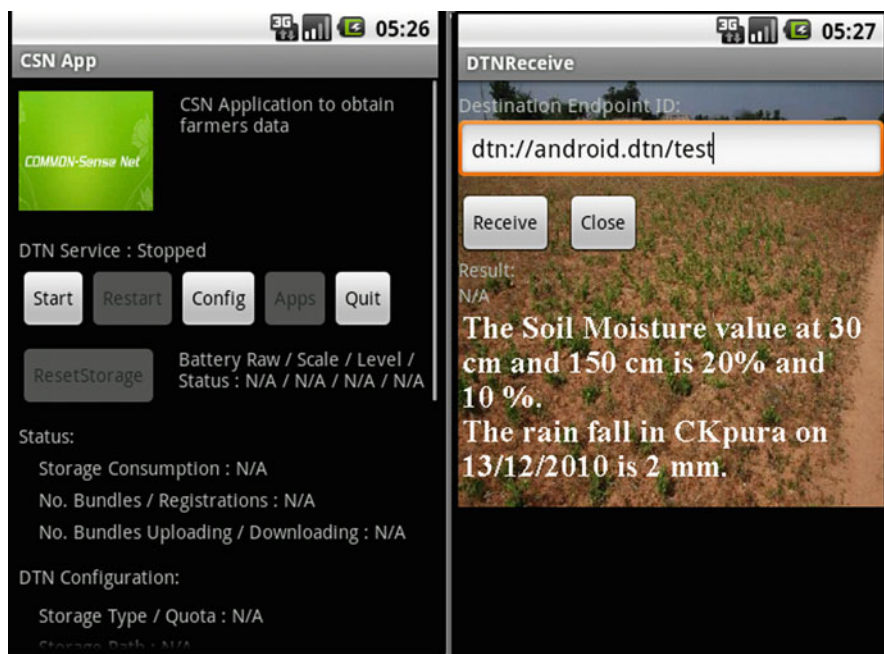 3G 05:26
CSN App
COMMON-Sense Net
CSN Application to obtain
farmers data
DTN Service : Stopped
Start Restart Config Apps Quit
ResetStorage
Battery Raw / Scale / Level /
Status : N/A / N/A / N/A / N/A
Status:
Storage Consumption : N/A
No. Bundles / Registrations : N/A
No. Bundles Uploading / Downloading : N/A
DTN Configuration:
Storage Type / Quota : N/A
Storage Path : N/A
3G 05:27
DTNReceive
Destination Endpoint ID:
dtn://android.dtn/test
Receive Close
Result:
N/A
The Soil Moisture value at 30
cm and 150 cm is 20% and
10 %.
The rain fall in CKpura on
13/12/2010 is 2 mm.